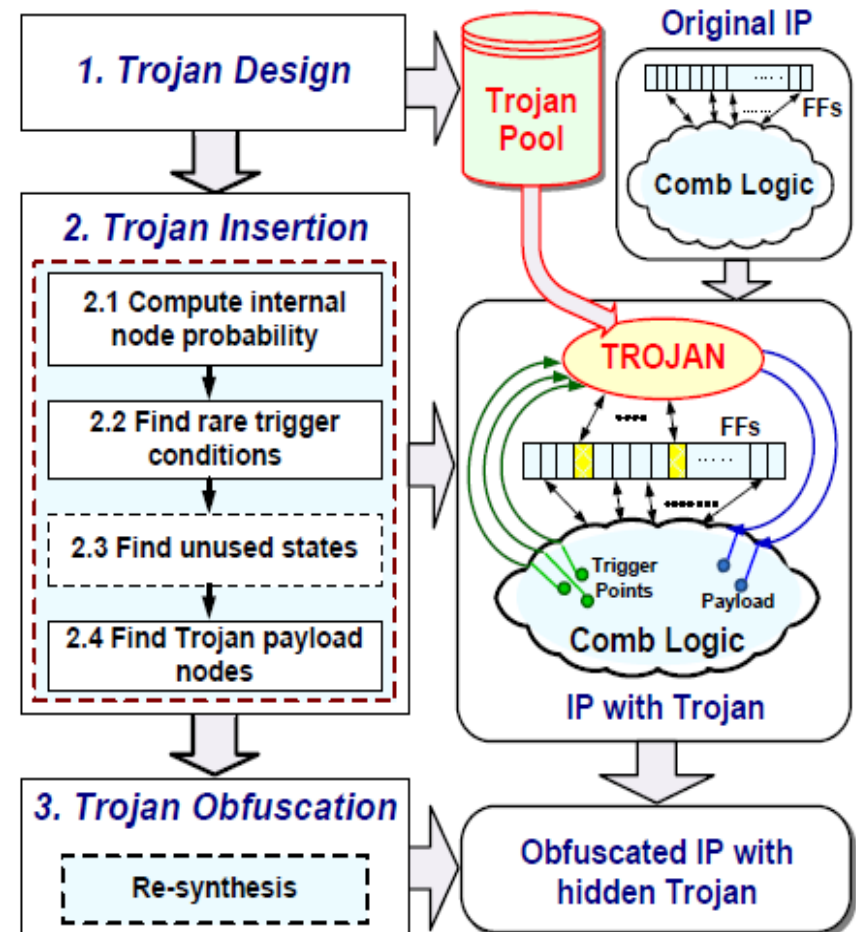 1. Trojan Design
Trojan
Pool
Original IP
.....
FFs
......
Comb Logic
2. Trojan Insertion
2.1 Compute internal
node probability
2.2 Find rare trigger
conditions
2.3 Find unused states
2.4 Find Trojan payload
nodes
TROJAN
....
FFs
.....
.......
Trigger
Points
Payload
Comb Logic
IP with Trojan
3. Trojan Obfuscation
Re-synthesis
Obfuscated IP with
hidden Trojan